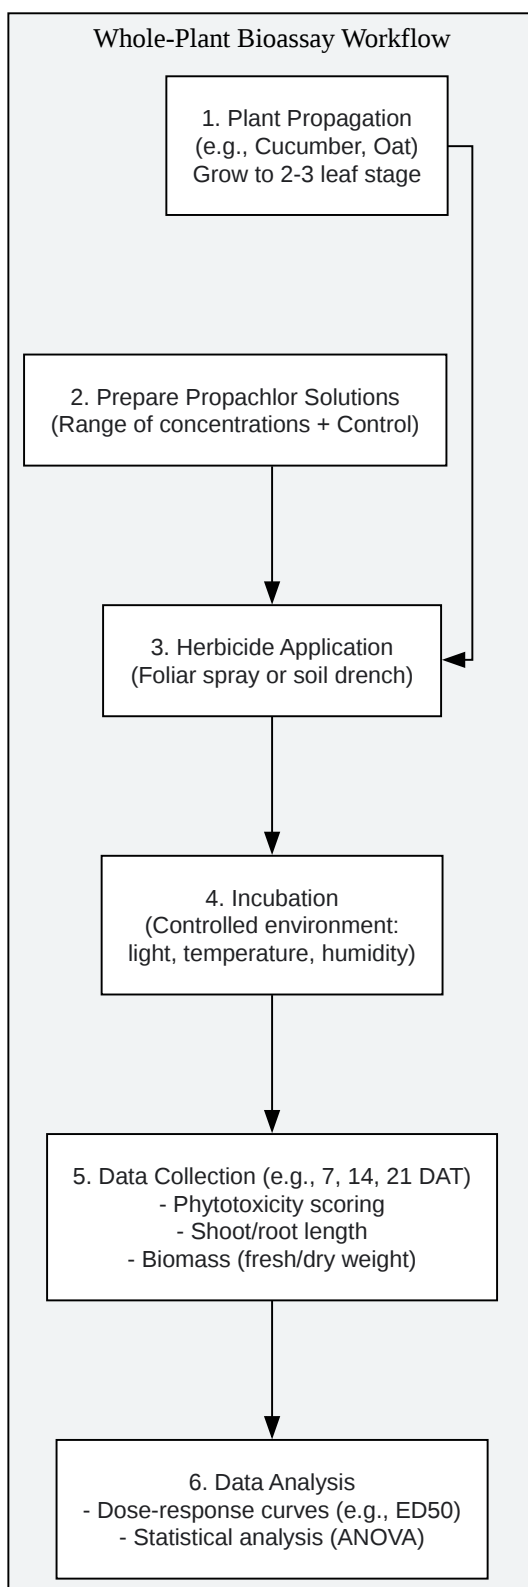 Whole-Plant Bioassay Workflow
1. Plant Propagation
(e.g., Cucumber, Oat)
Grow to 2-3 leaf stage
2. Prepare Propachlor Solutions
(Range of concentrations + Control)
3. Herbicide Application
(Foliar spray or soil drench)
4. Incubation
(Controlled environment:
light, temperature, humidity)
5. Data Collection (e.g., 7, 14, 21 DAT)
- Phytotoxicity scoring
- Shoot/root length
- Biomass (fresh/dry weight)
6. Data Analysis
- Dose-response curves (e.g., ED50)
- Statistical analysis (ANOVA)